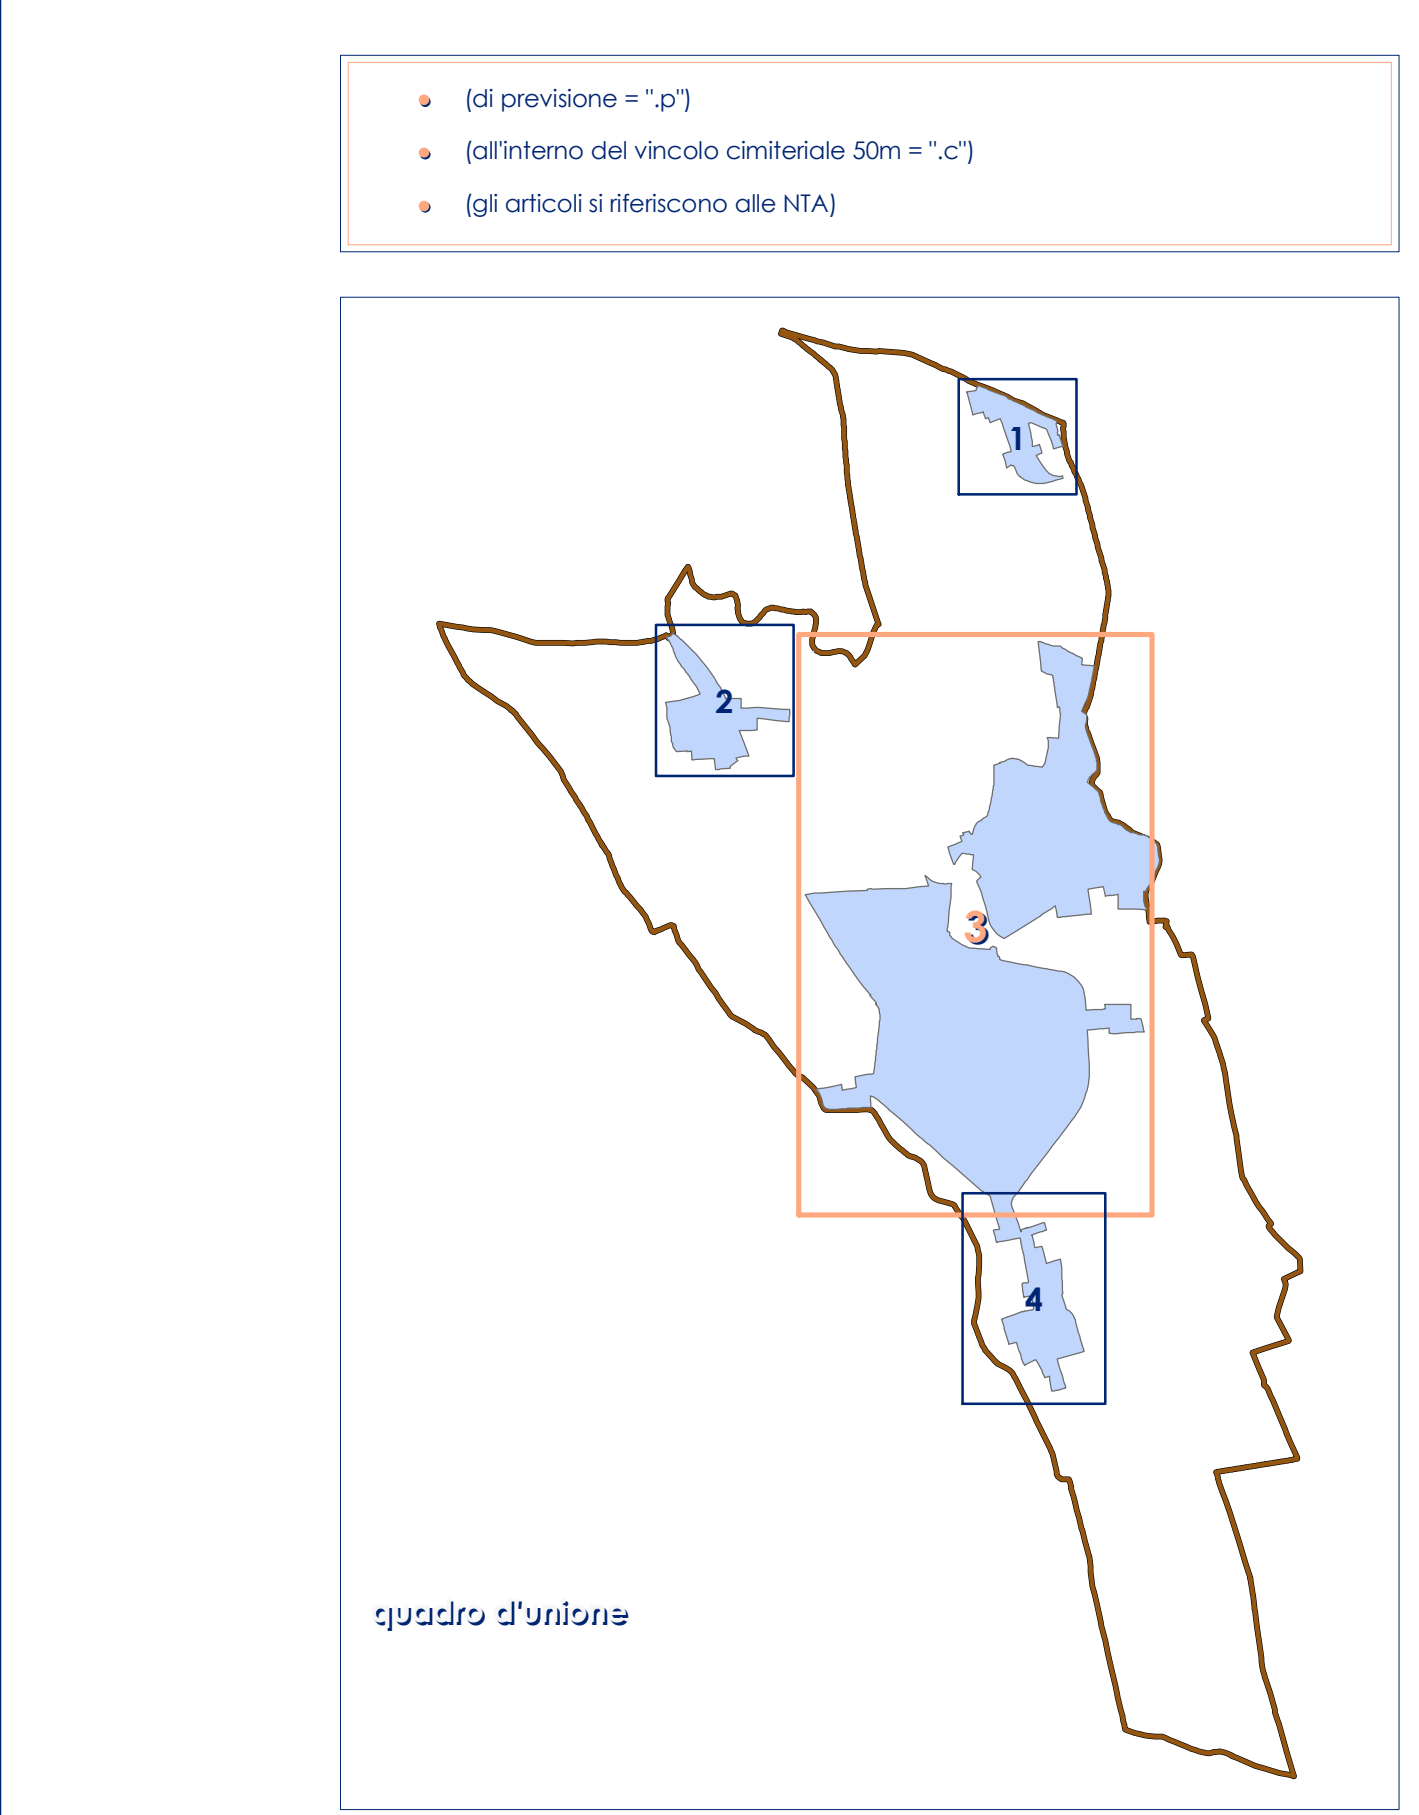 (di previsione = ".p")
(all'interno del vincolo cimiteriale 50m = ".c")
(gli articoli si riferiscono alle NTA)
1
2
3
4
quadro d'unione